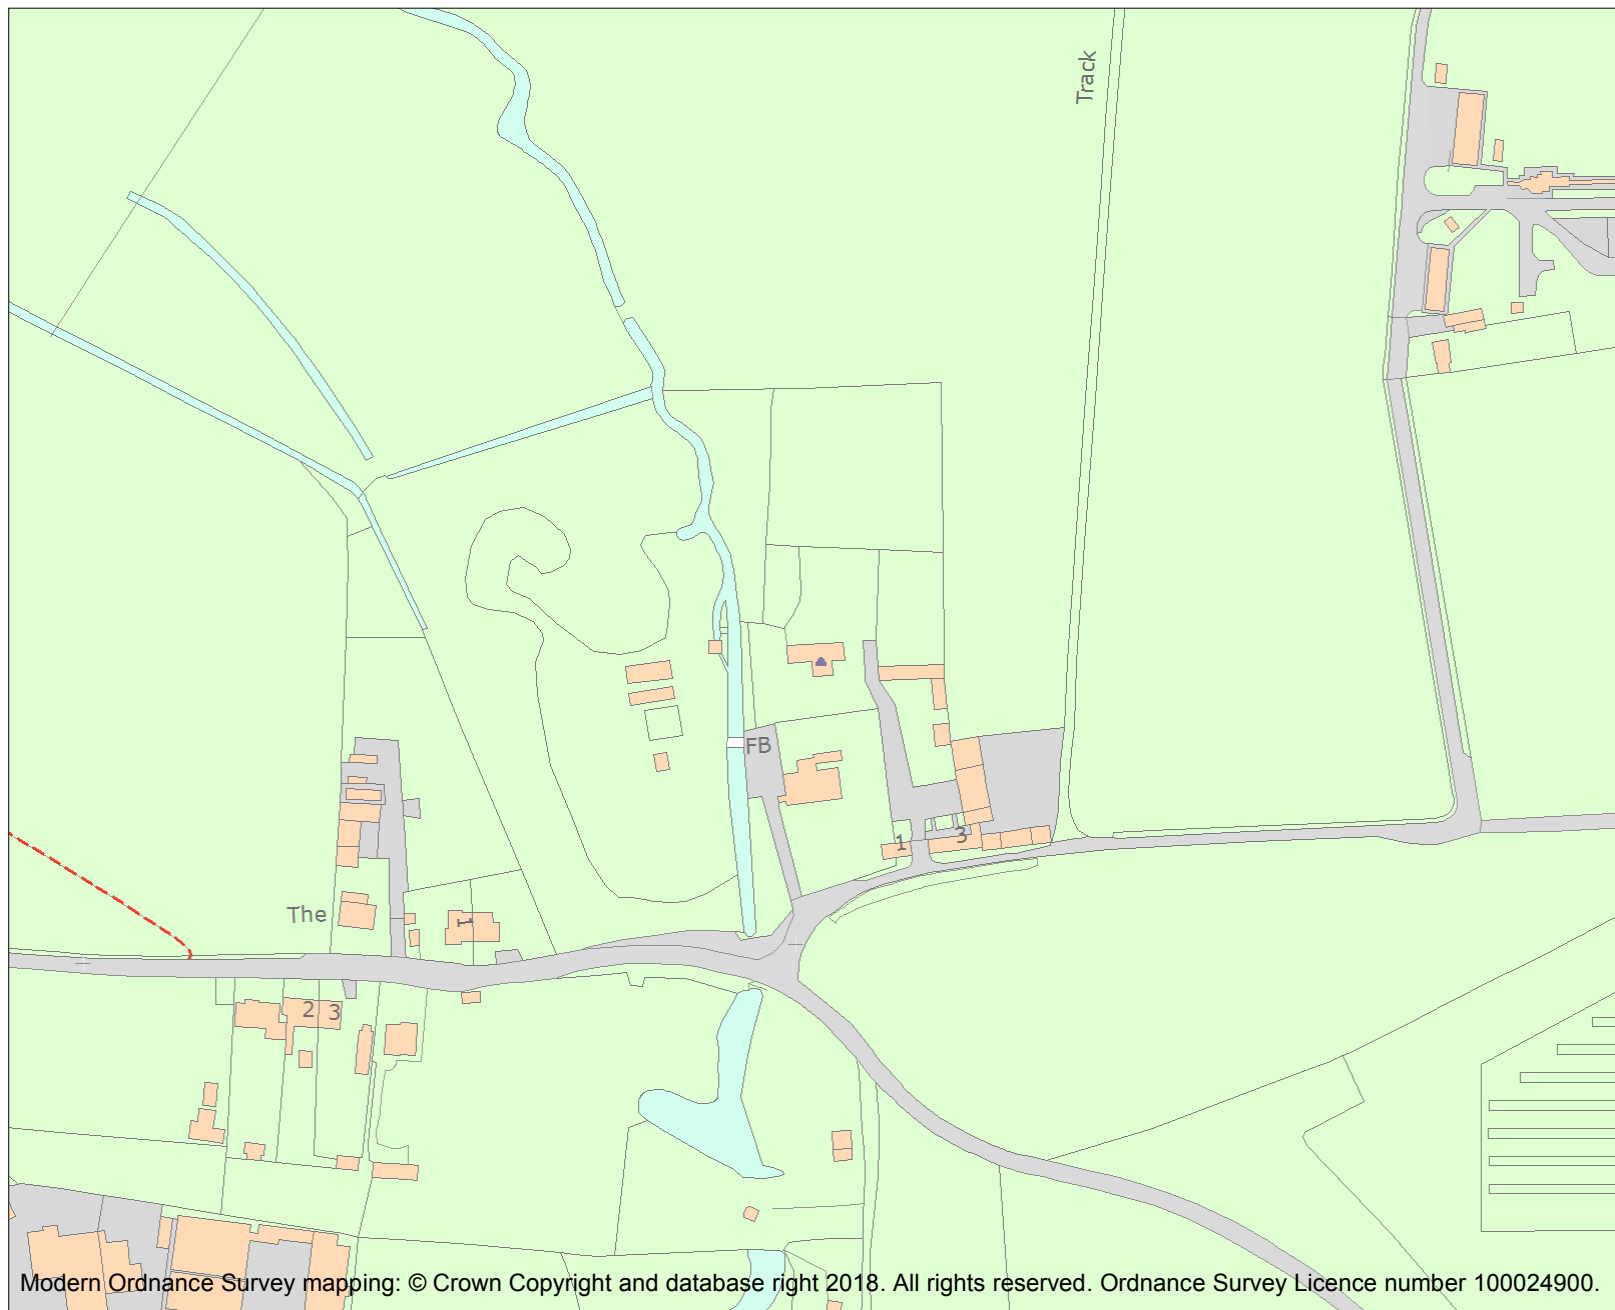 Track
FB
1
3
The
1
2 3
Modern Ordnance Survey mapping: © Crown Copyright and database right 2018. All rights reserved. Ordnance Survey Licence number 100024900.